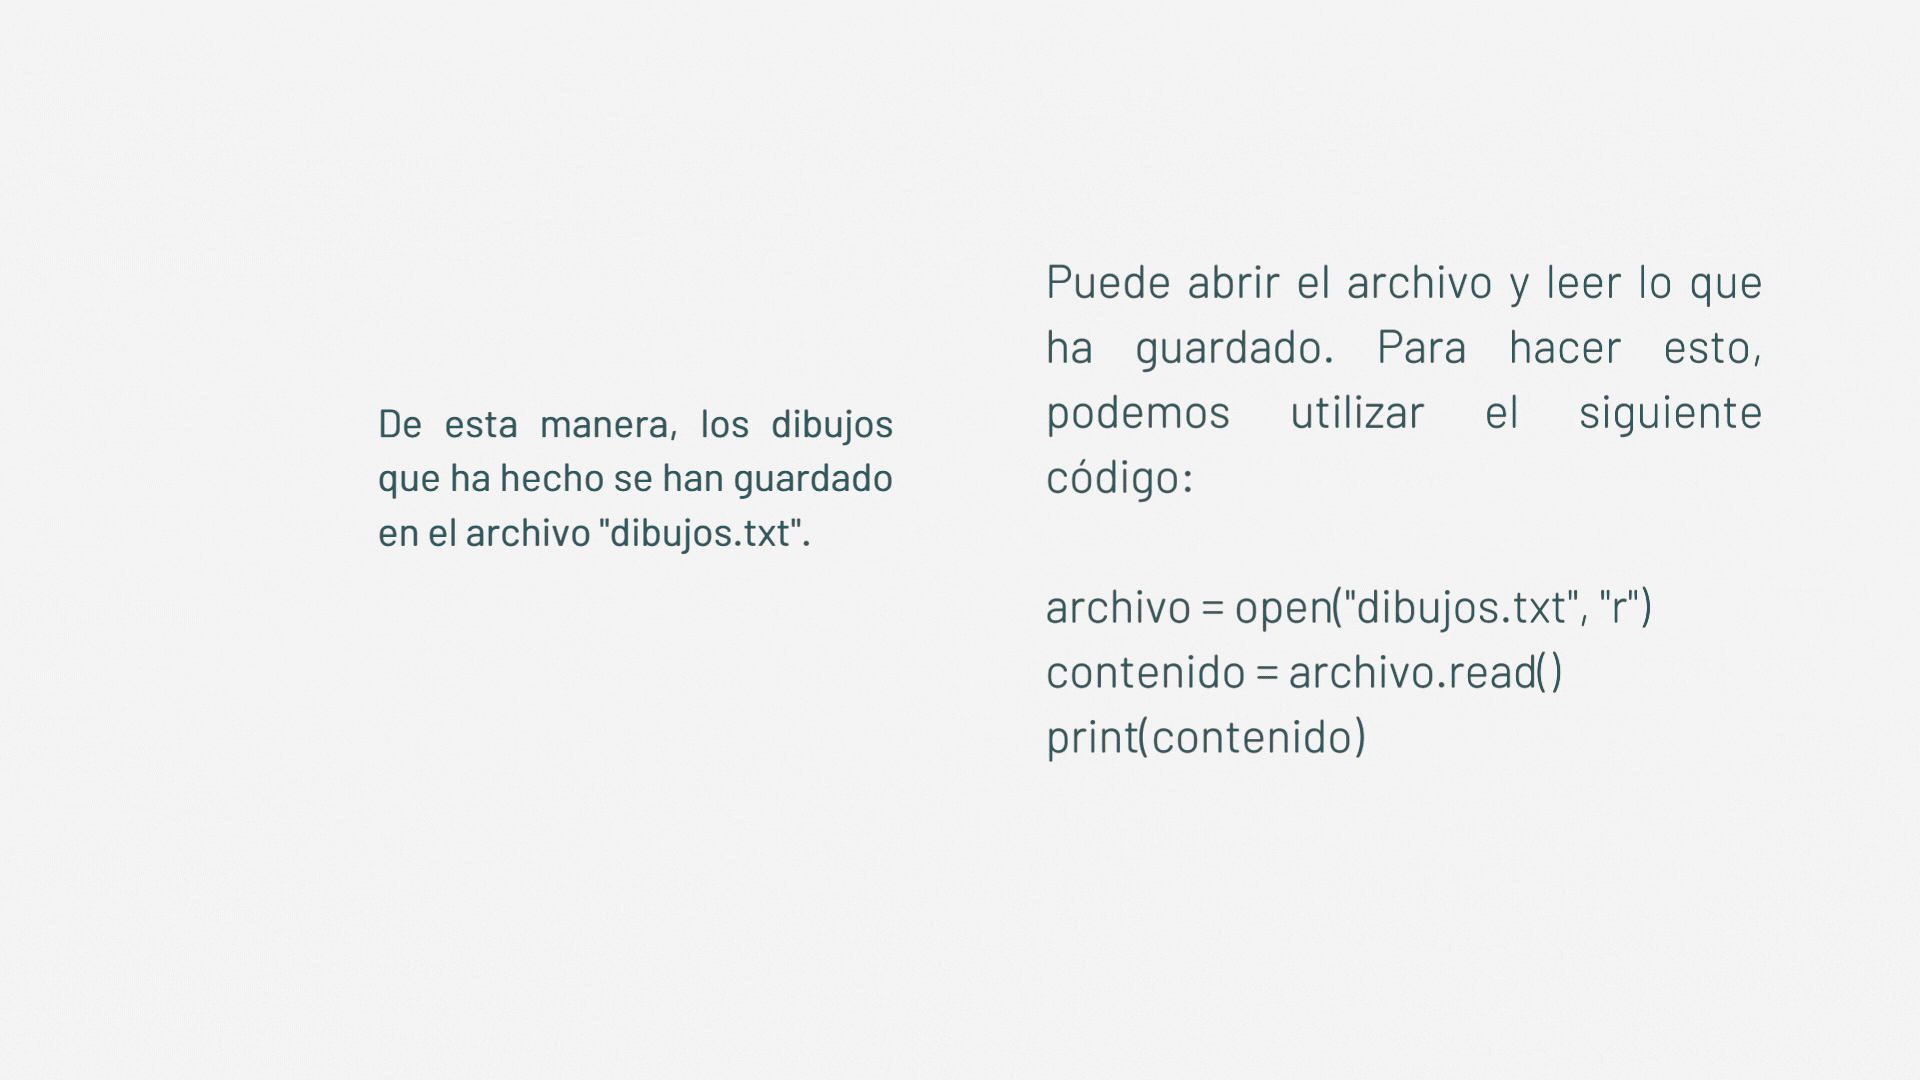 De esta manera, los dibujos
que ha hecho se han guardado
en el archivo "dibujos.txt".
Puede abrir el archivo y leer lo que
ha guardado. Para hacer esto,
podemos utilizar el siguiente
código:
archivo = open("dibujos.txt", "r")
contenido = archivo.read()
print(contenido)